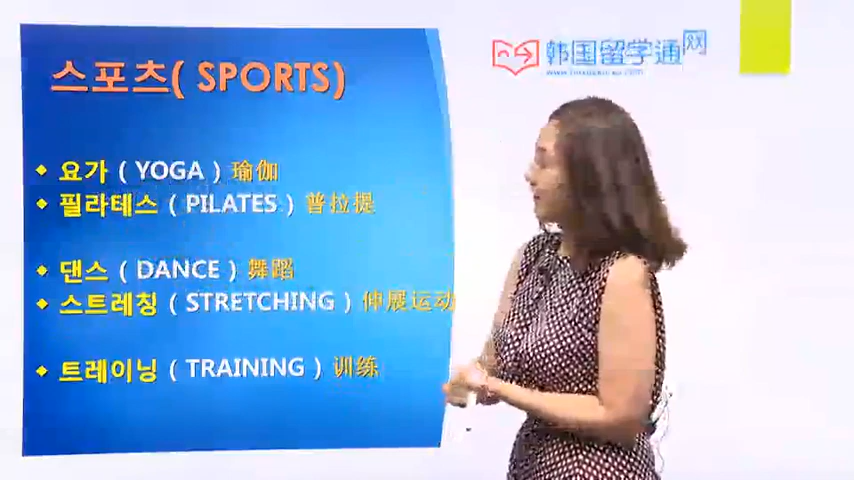 스포츠( SPORTS)
韩国留学通网
요가 ( YOGA ) 瑜伽
필라테스 ( PILATES ) 普拉提
댄스 ( DANCE ) 舞蹈
스트레칭 ( STRETCHING ) 伸展运动
트레이닝 ( TRAINING ) 训练